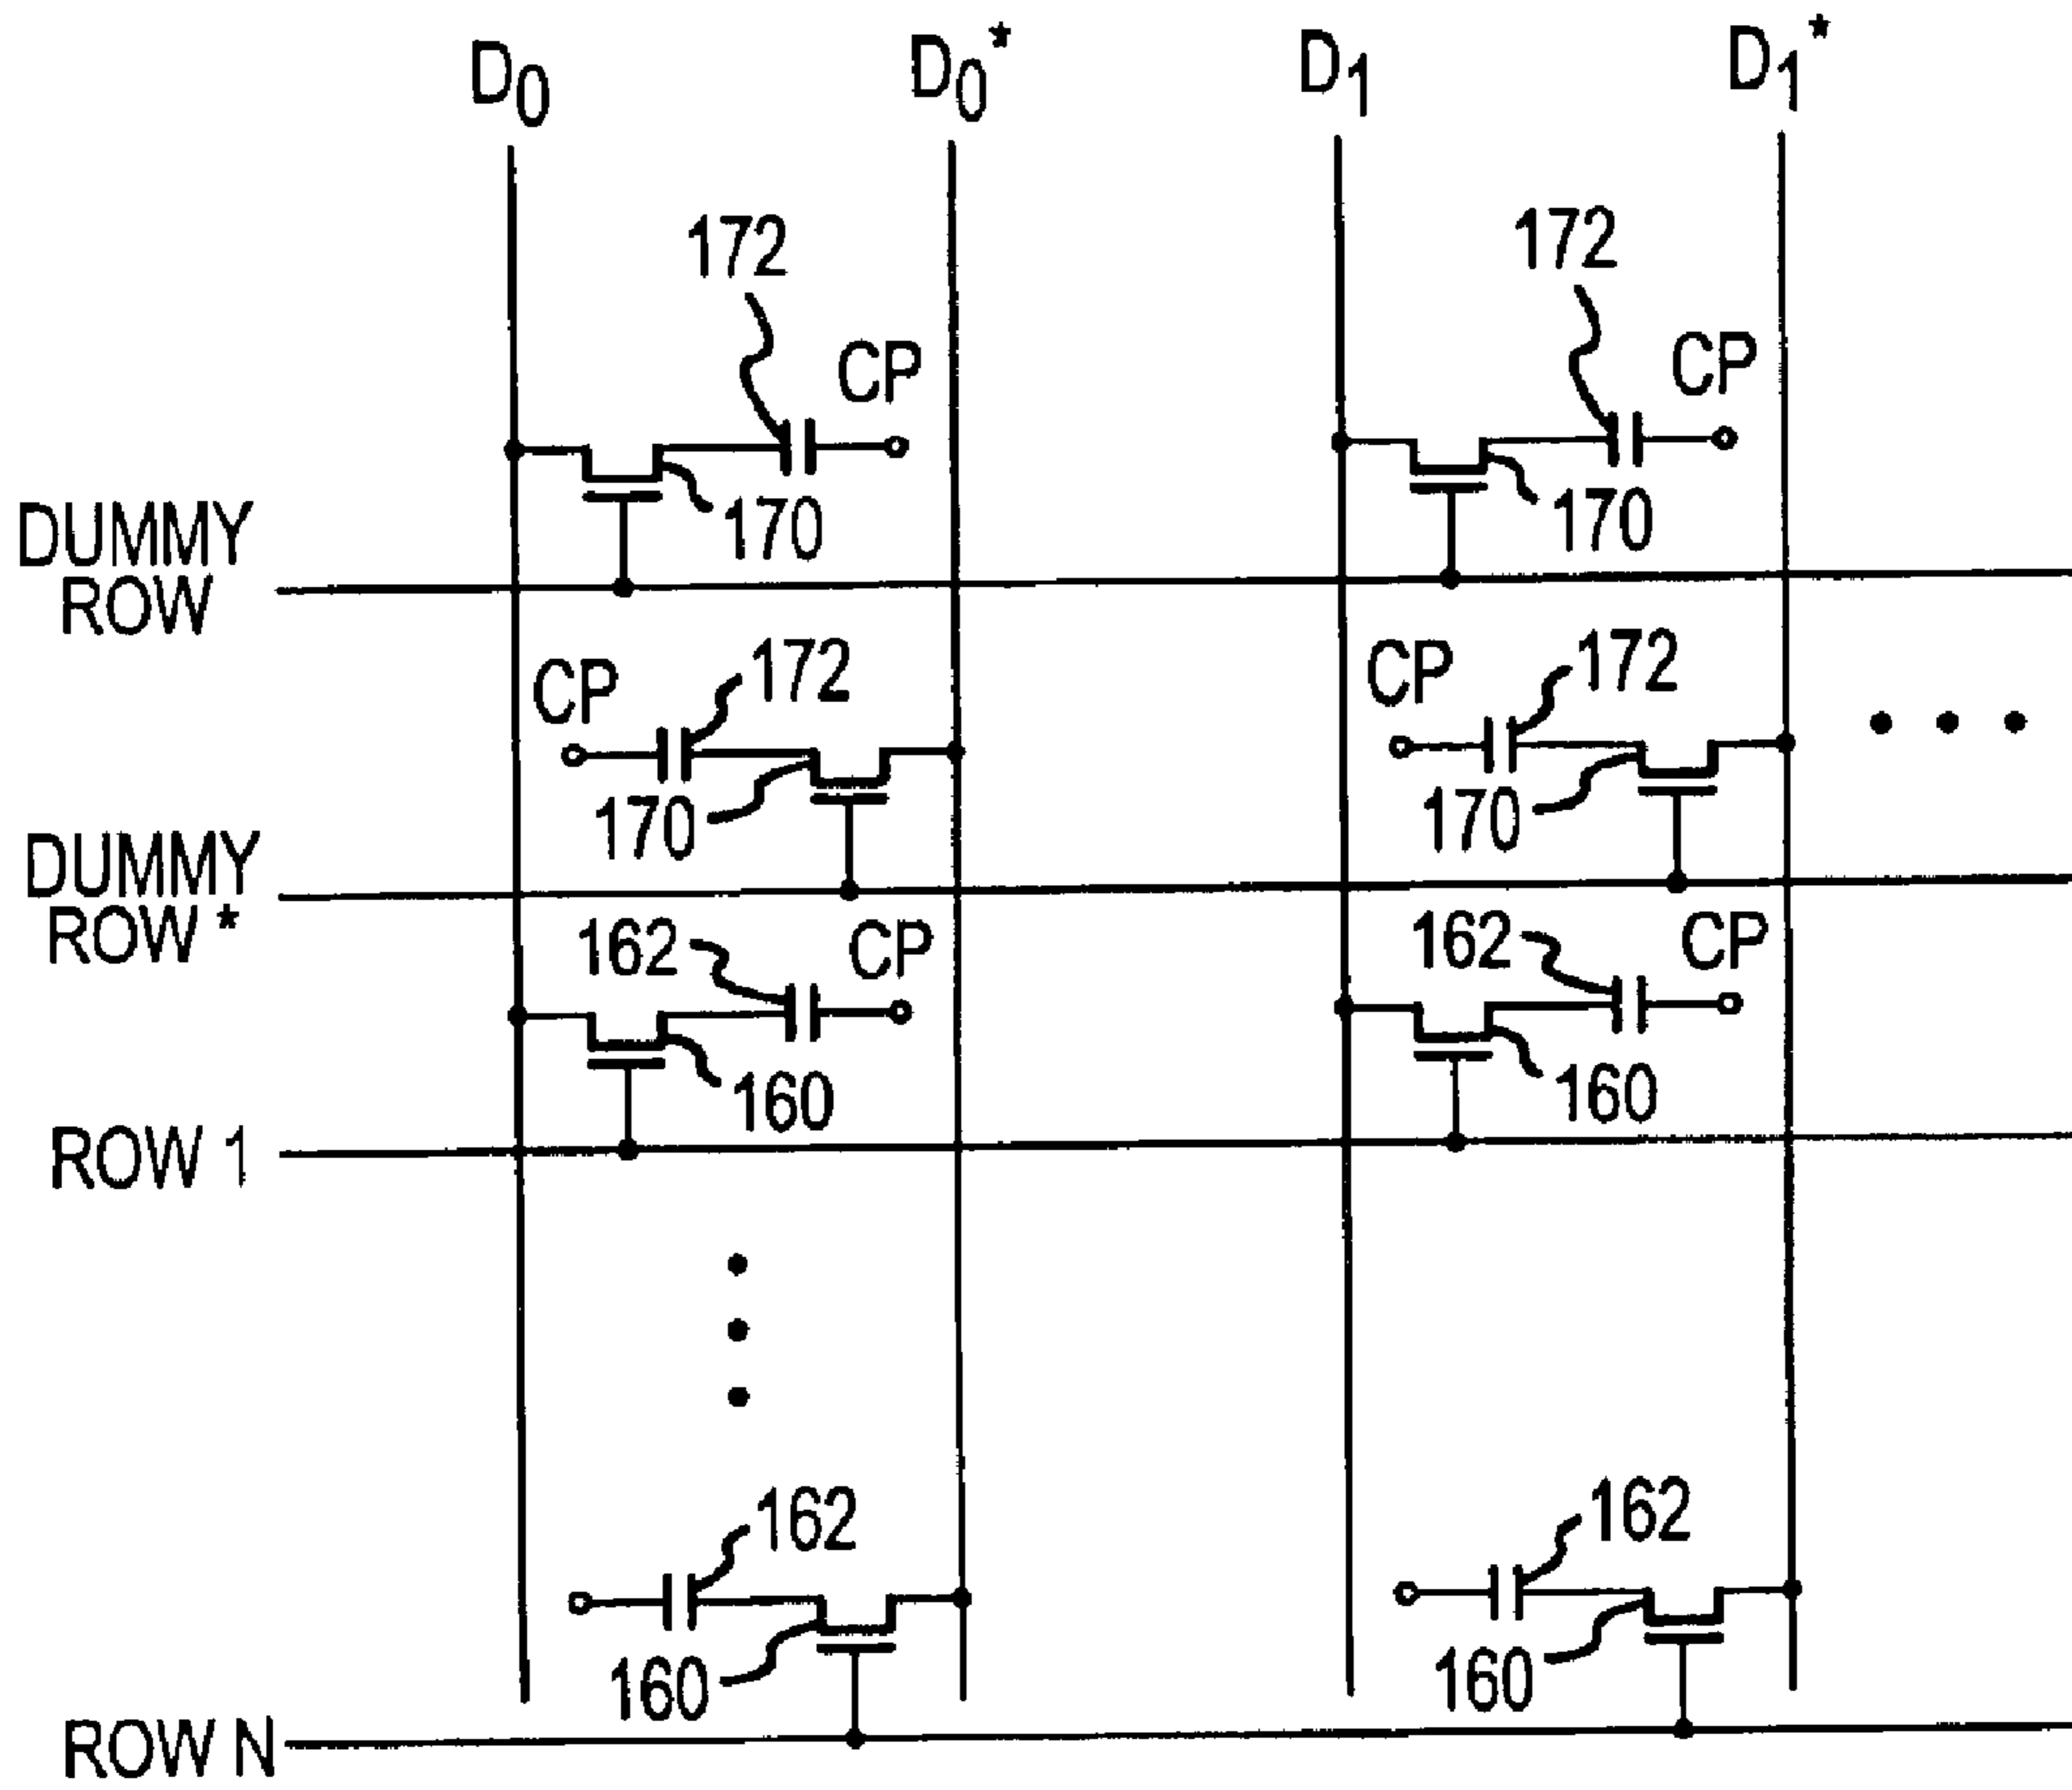 D0 D0* D1 D1*
172 172
CP CP
170 170
DUMMY
ROW
CP 172 CP 172
170 170
DUMMY
ROW *
162 CP 162 CP
160 160
ROW 1
162 162
160 160
ROW N